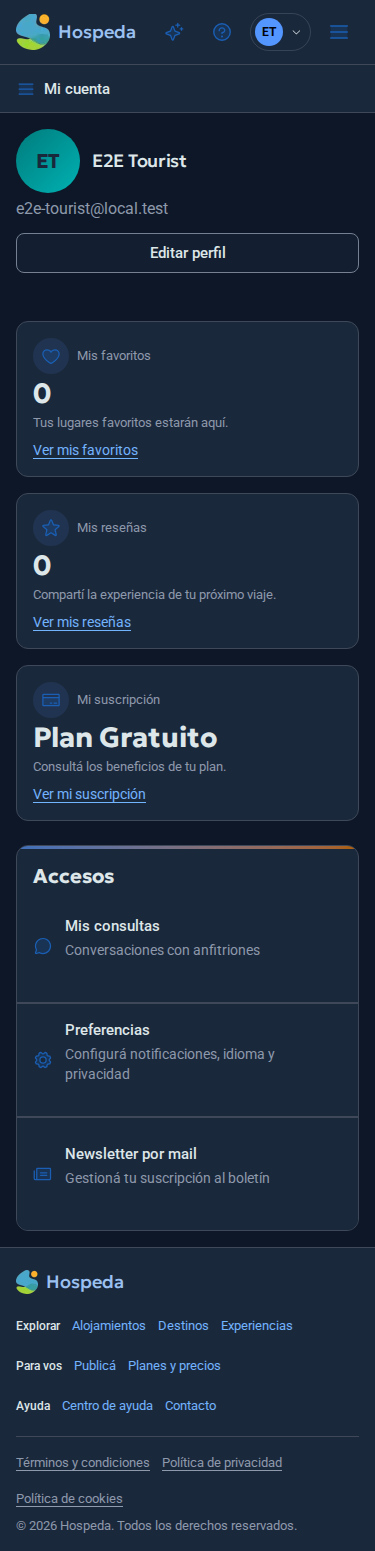 Hospeda
ET
Mi cuenta
ET
E2E Tourist
e2e-tourist@local.test
Editar perfil
Mis favoritos
0
Tus lugares favoritos estarán aquí.
Ver mis favoritos
Mis reseñas
0
Compartí la experiencia de tu próximo viaje.
Ver mis reseñas
Mi suscripción
Plan Gratuito
Consultá los beneficios de tu plan.
Ver mi suscripción
Accesos
Mis consultas
Conversaciones con anfitriones
Preferencias
Configurá notificaciones, idioma y
privacidad
Newsletter por mail
Gestioná tu suscripción al boletín
Hospeda
Explorar Alojamientos Destinos Experiencias
Para vos Publicá Planes y precios
Ayuda Centro de ayuda Contacto
Términos y condiciones Política de privacidad
Política de cookies
© 2026 Hospeda. Todos los derechos reservados.